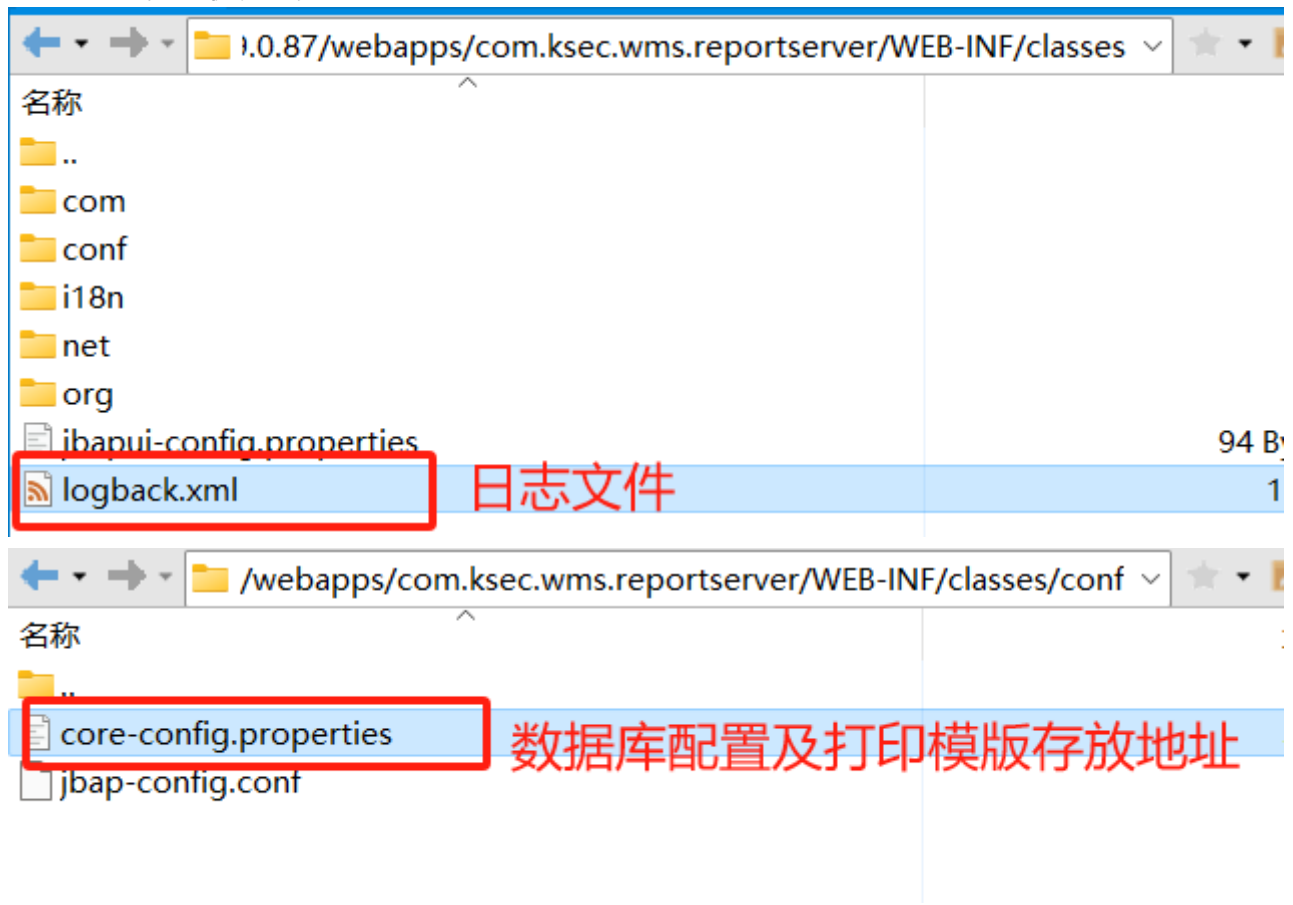 .0.87/webapps/com.ksec.wms.reportserver/WEB-INF/classes
名称
..
com
conf
i18n
net
org
jbapui-config.properties
94 By
logback.xml
日志文件
1
/webapps/com.ksec.wms.reportserver/WEB-INF/classes/conf
名称
..
core-config.properties
数据库配置及打印模版存放地址
jbap-config.conf